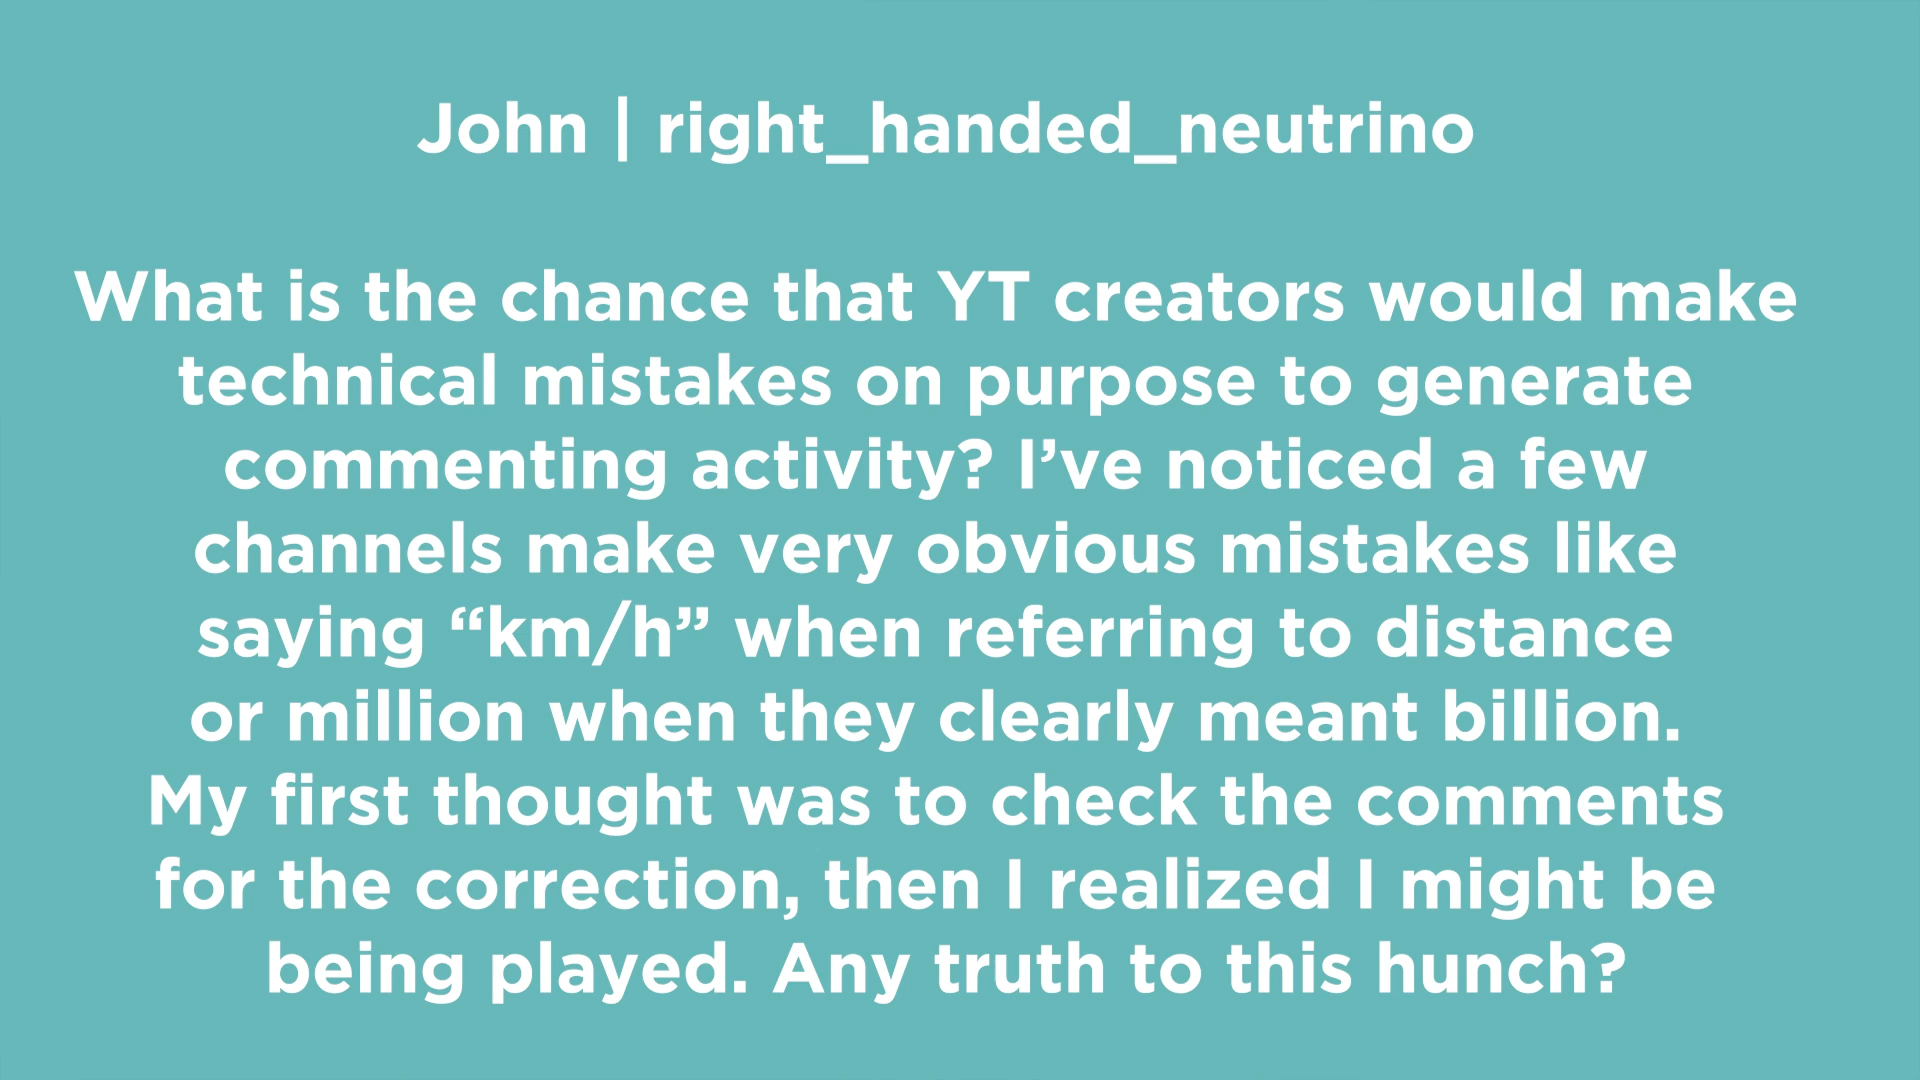 John | right_handed_neutrino
What is the chance that YT creators would make
technical mistakes on purpose to generate
commenting activity? I’ve noticed a few
channels make very obvious mistakes like
saying “km/h” when referring to distance
or million when they clearly meant billion.
My first thought was to check the comments
for the correction, then I realized I might be
being played. Any truth to this hunch?